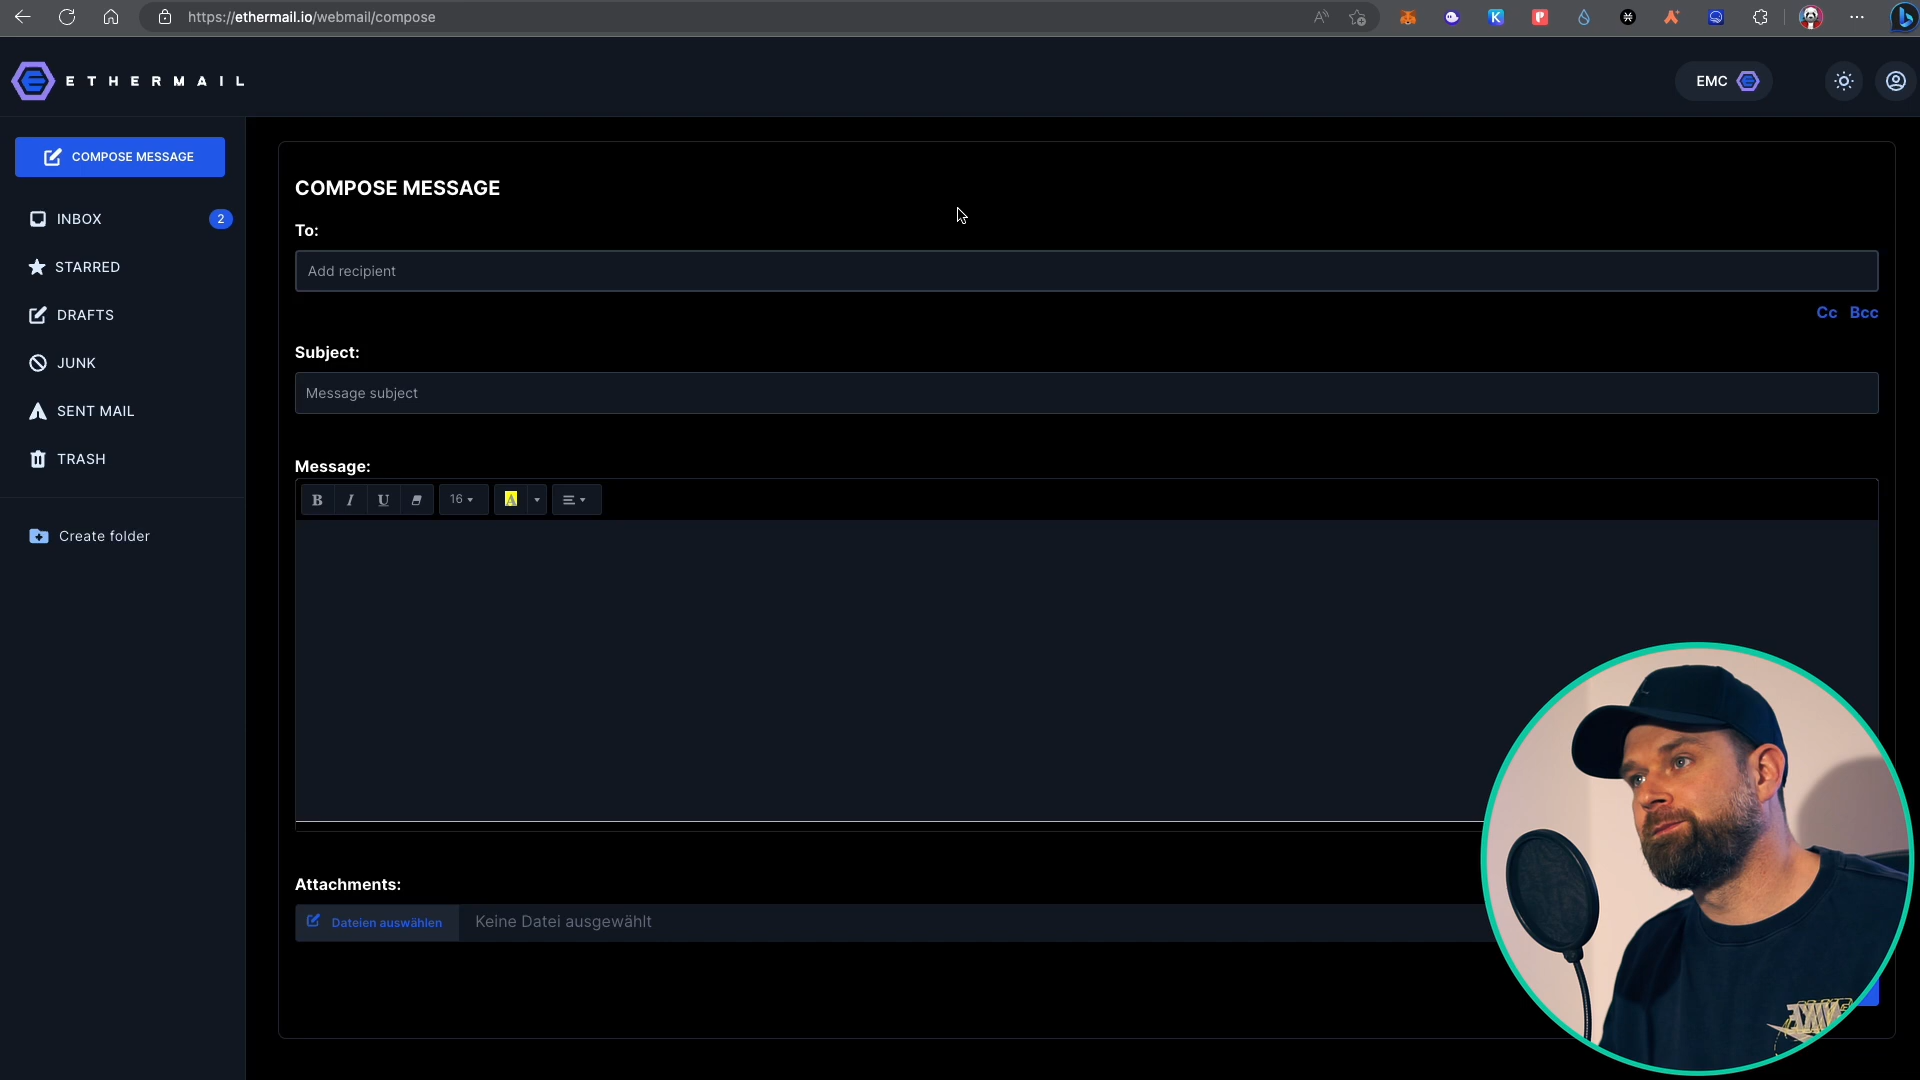 https://ethermail.io/webmail/compose
ETHERMAIL
EMC
COMPOSE MESSAGE
INBOX
2
STARRED
DRAFTS
JUNK
SENT MAIL
TRASH
Create folder
COMPOSE MESSAGE
To:
Add recipient
Cc Bcc
Subject:
Message subject
Message:
B I U 16 A
Attachments:
Dateien auswählen Keine Datei ausgewählt